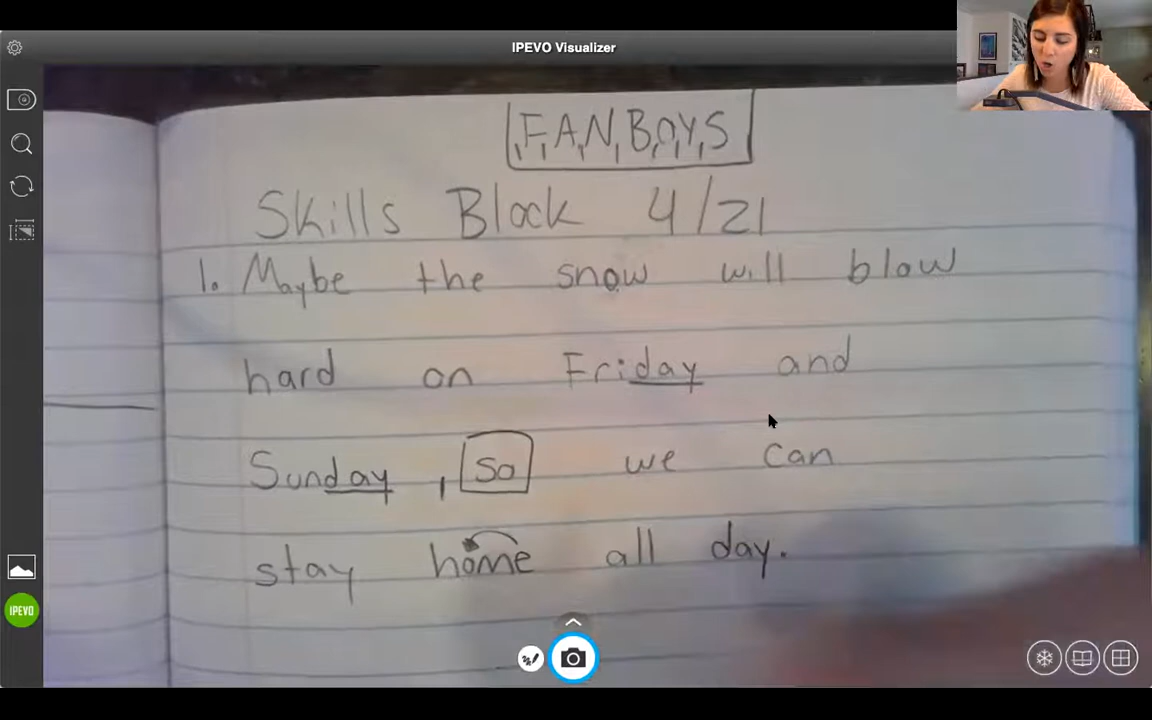 IPEVO Visualizer
F,A,N,B,O,Y,S
Skills Block 4/21
1. Maybe the snow will blow
hard on Friday and
Sunday , so we can
stay home all day.
IPEVO